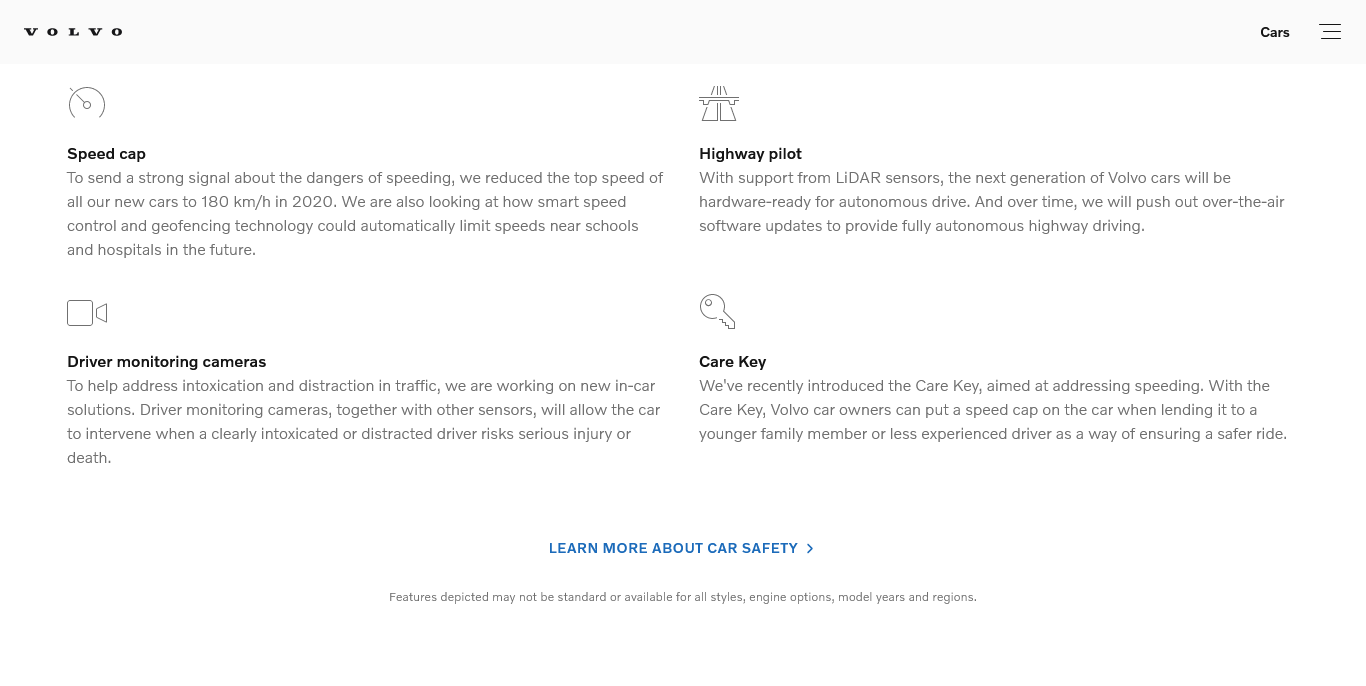 VOLVO
Cars
Speed cap
To send a strong signal about the dangers of speeding, we reduced the top speed of
all our new cars to 180 km/h in 2020. We are also looking at how smart speed
control and geofencing technology could automatically limit speeds near schools
and hospitals in the future.
Highway pilot
With support from LiDAR sensors, the next generation of Volvo cars will be
hardware-ready for autonomous drive. And over time, we will push out over-the-air
software updates to provide fully autonomous highway driving.
Driver monitoring cameras
To help address intoxication and distraction in traffic, we are working on new in-car
solutions. Driver monitoring cameras, together with other sensors, will allow the car
to intervene when a clearly intoxicated or distracted driver risks serious injury or
death.
Care Key
We've recently introduced the Care Key, aimed at addressing speeding. With the
Care Key, Volvo car owners can put a speed cap on the car when lending it to a
younger family member or less experienced driver as a way of ensuring a safer ride.
LEARN MORE ABOUT CAR SAFETY
Features depicted may not be standard or available for all styles, engine options, model years and regions.